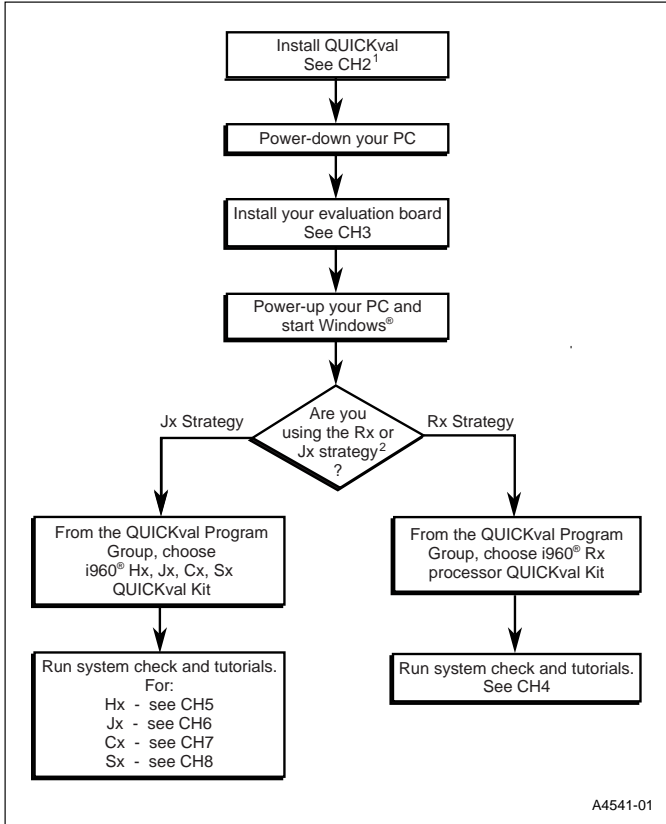 Install QUICKval
See CH2¹
Power-down your PC
Install your evaluation board
See CH3
Power-up your PC and
start Windows®
Are you
using the Rx or
Jx strategy²
?
Jx Strategy
Rx Strategy
From the QUICKval Program
Group, choose
i960® Hx, Jx, Cx, Sx
QUICKval Kit
From the QUICKval Program
Group, choose i960® Rx
processor QUICKval Kit
Run system check and tutorials.
For:
Hx - see CH5
Jx - see CH6
Cx - see CH7
Sx - see CH8
Run system check and tutorials.
See CH4
A4541-01